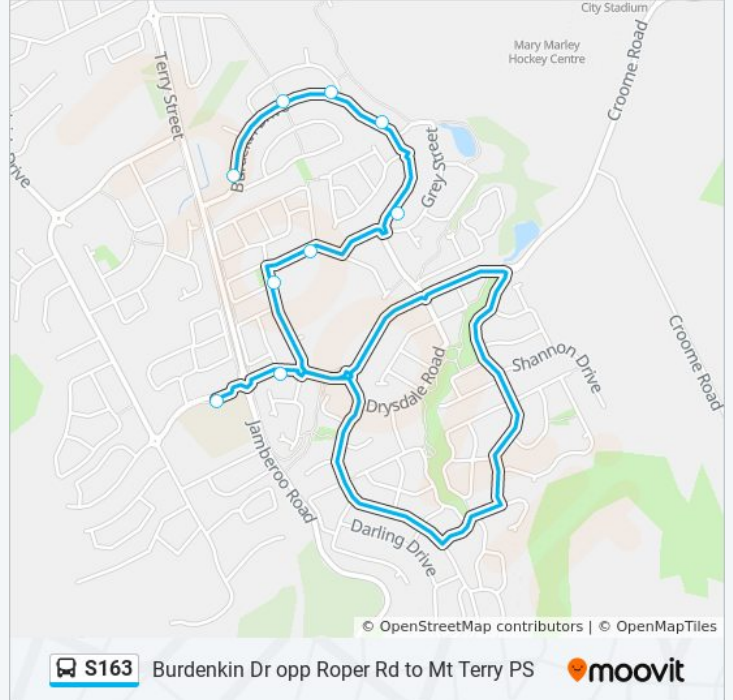 City Stadium
Mary Marley
Hockey Centre
Croome Road
Terry Street
Grey Street
Drive
Croome Road
Shannon Drive
Drysdale Road
Jamberoo Road
Darling Drive
© OpenStreetMap contributors | © OpenMapTiles
S163 Burdenkin Dr opp Roper Rd to Mt Terry PS moovit